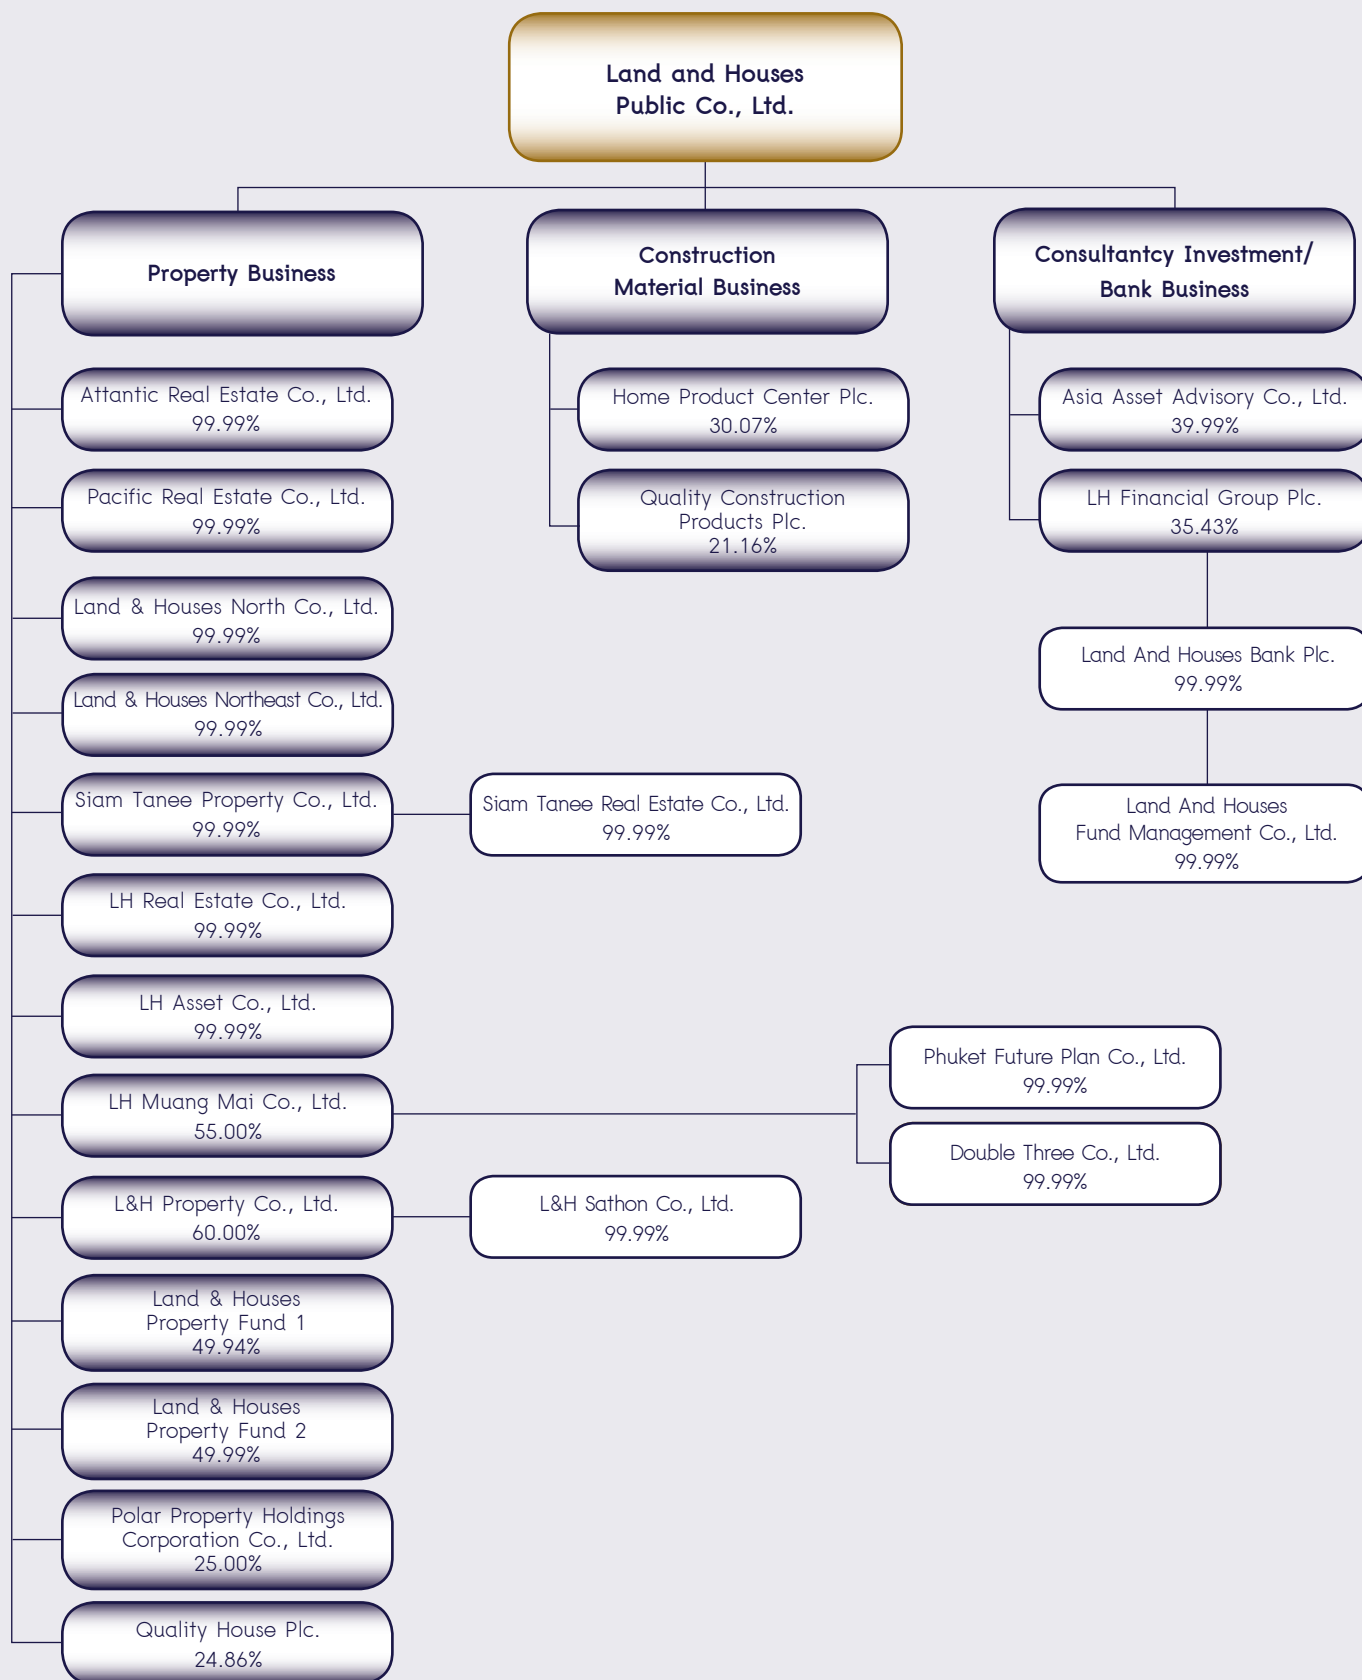 Land and Houses
Public Co., Ltd.
Property Business
Construction
Material Business
Consultantcy Investment/
Bank Business
Attantic Real Estate Co., Ltd.
99.99%
Pacific Real Estate Co., Ltd.
99.99%
Land & Houses North Co., Ltd.
99.99%
Land & Houses Northeast Co., Ltd.
99.99%
Siam Tanee Property Co., Ltd.
99.99%
Siam Tanee Real Estate Co., Ltd.
99.99%
LH Real Estate Co., Ltd.
99.99%
LH Asset Co., Ltd.
99.99%
LH Muang Mai Co., Ltd.
55.00%
Phuket Future Plan Co., Ltd.
99.99%
Double Three Co., Ltd.
99.99%
L&H Property Co., Ltd.
60.00%
L&H Sathon Co., Ltd.
99.99%
Land & Houses
Property Fund 1
49.94%
Land & Houses
Property Fund 2
49.99%
Polar Property Holdings
Corporation Co., Ltd.
25.00%
Quality House Plc.
24.86%
Home Product Center Plc.
30.07%
Quality Construction
Products Plc.
21.16%
Asia Asset Advisory Co., Ltd.
39.99%
LH Financial Group Plc.
35.43%
Land And Houses Bank Plc.
99.99%
Land And Houses
Fund Management Co., Ltd.
99.99%